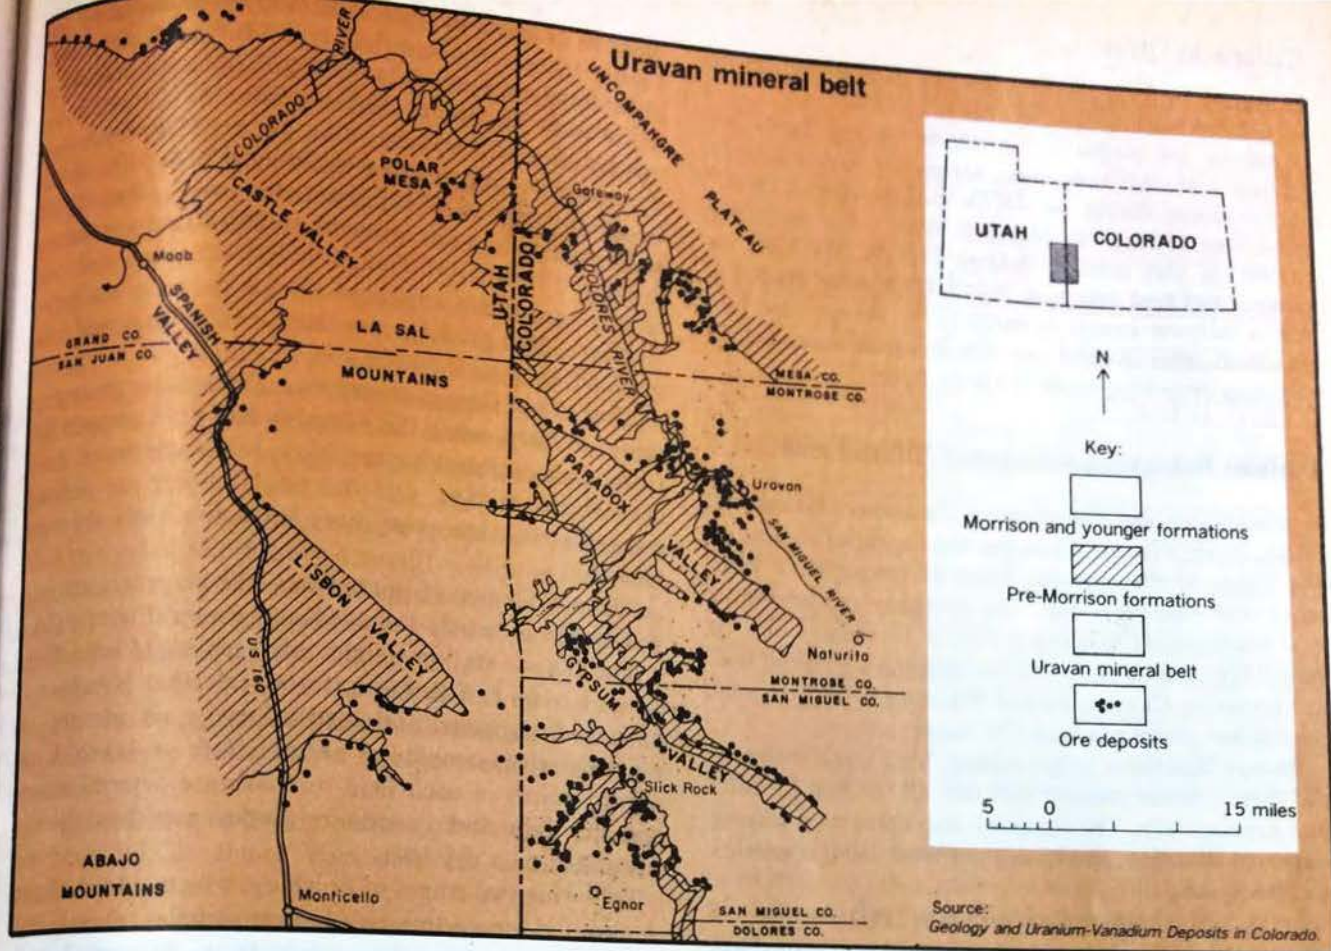 Uravan mineral belt
RIVER
COLORADO
UNCOMPAHGRE
PLATEAU
POLAR
MESA
CASTLE VALLEY
Gateway
Moab
SPANISH
VALLEY
UTAH
COLORADO
DOLORES
RIVER
GRAND CO.
SAN JUAN CO.
LA SAL
MOUNTAINS
MESA CO.
MONTROSE CO.
PARADOX
VALLEY
Uravan
SAN MIGUEL RIVER
Naturita
LISBON
VALLEY
U S 160
GYPSUM
VALLEY
MONTROSE CO.
SAN MIGUEL CO.
Slick Rock
ABAJO
MOUNTAINS
Monticello
Egnor
SAN MIGUEL CO.
DOLORES CO.
UTAH
COLORADO
N
Key:
Morrison and younger formations
Pre-Morrison formations
Uravan mineral belt
Ore deposits
5 0 15 miles
Source:
Geology and Uranium-Vanadium Deposits in Colorado.